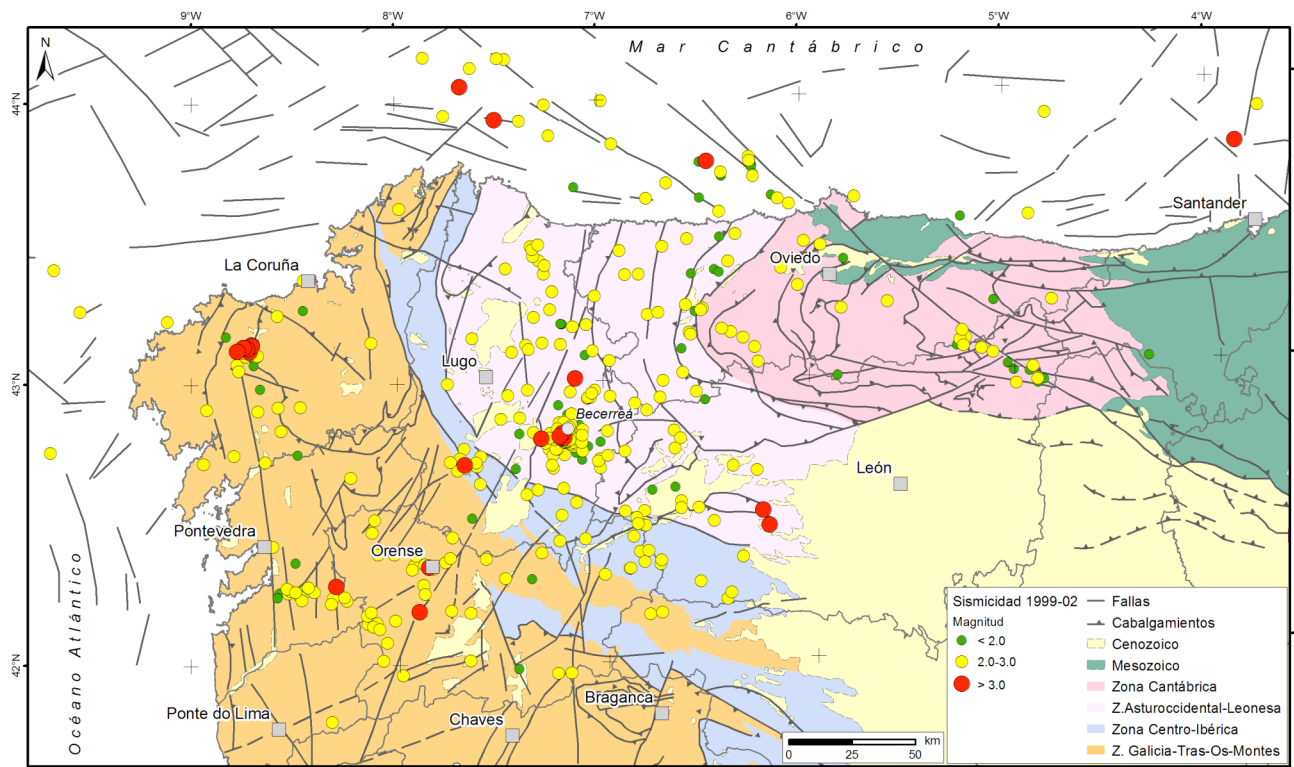 9°W 8°W 7°W 6°W 5°W 4°W
N
Mar Cantábrico
44°N
Santander
La Coruña
Oviedo
Lugo
43°N
Becerreá
León
Pontevedra
Orense
Océano Atlántico
42°N
Braganca
Ponte do Lima
Chaves
km
0 25 50
Sismicidad 1999-02
Magnitud
< 2.0
2.0-3.0
> 3.0
Fallas
Cabalgamientos
Cenozoico
Mesozoico
Zona Cantábrica
Z.Asturoccidental-Leonesa
Zona Centro-Ibérica
Z. Galicia-Tras-Os-Montes